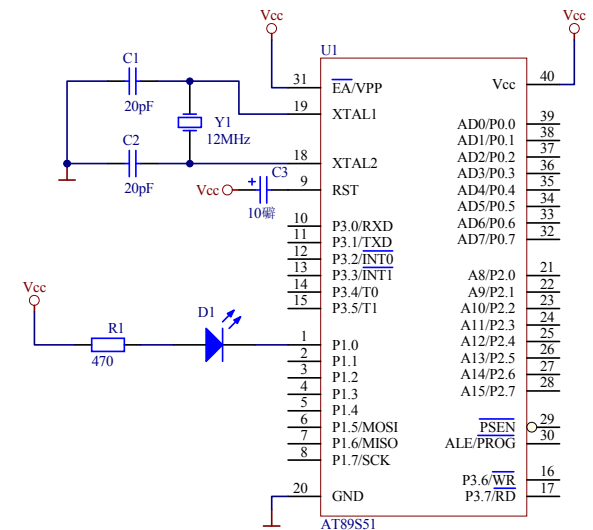 Vcc
Vcc
U1
C1
20pF
Y1
12MHz
C2
20pF
Vcc
+
C3
10礔
31
EA/VPP
19
XTAL1
18
XTAL2
9
RST
10
P3.0/RXD
11
P3.1/TXD
12
P3.2/INT0
13
P3.3/INT1
14
P3.4/T0
15
P3.5/T1
Vcc
R1
470
D1
1
P1.0
2
P1.1
3
P1.2
4
P1.3
5
P1.4
6
P1.5/MOSI
7
P1.6/MISO
8
P1.7/SCK
20
GND
Vcc
40
AD0/P0.0
39
AD1/P0.1
38
AD2/P0.2
37
AD3/P0.3
36
AD4/P0.4
35
AD5/P0.5
34
AD6/P0.6
33
AD7/P0.7
32
A8/P2.0
21
A9/P2.1
22
A10/P2.2
23
A11/P2.3
24
A12/P2.4
25
A13/P2.5
26
A14/P2.6
27
A15/P2.7
28
PSEN
29
ALE/PROG
30
P3.6/WR
16
P3.7/RD
17
AT89S51